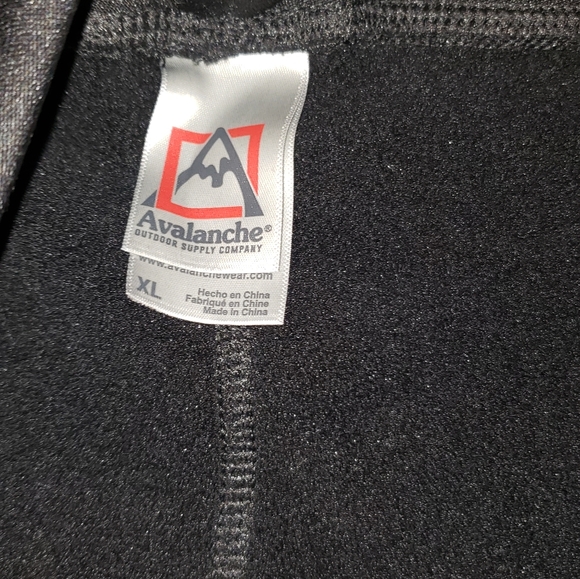 Avalanche®
OUTDOOR SUPPLY COMPANY
www.avalanchewear.com
XL
Hecho en China
Fabriqué en Chine
Made in China